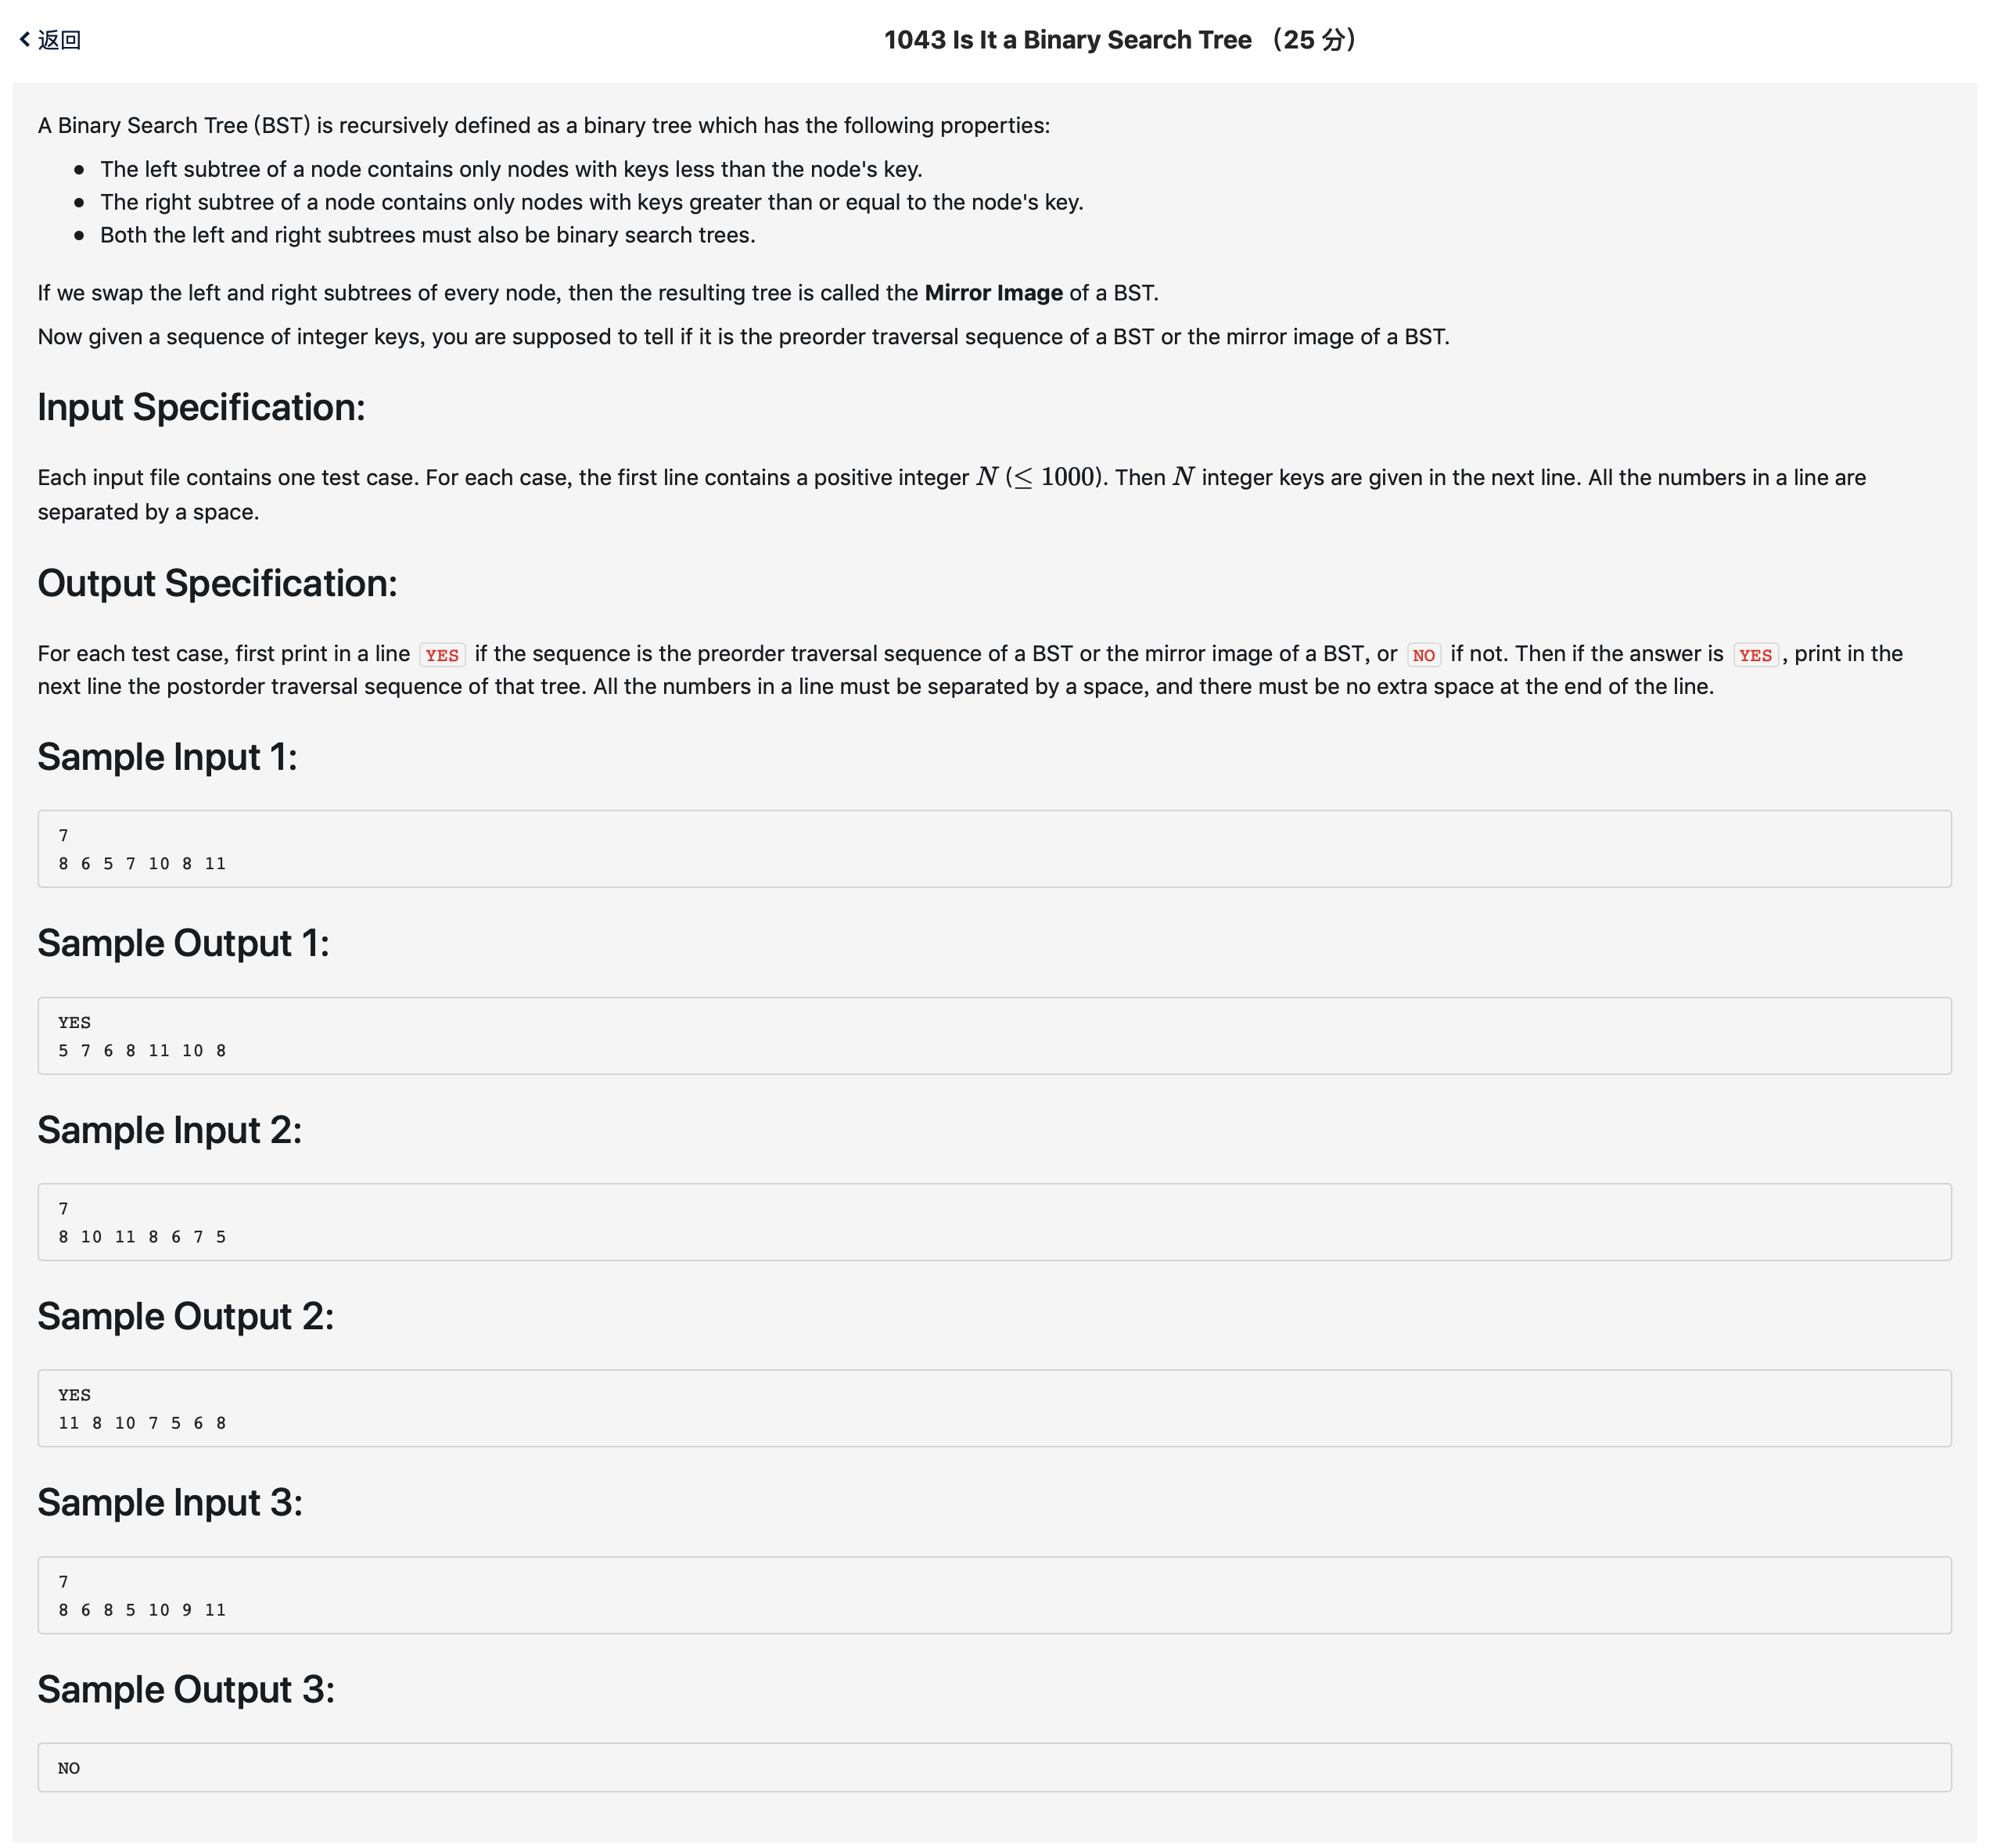 返回
1043 Is It a Binary Search Tree （25 分）
A Binary Search Tree (BST) is recursively defined as a binary tree which has the following properties:
The left subtree of a node contains only nodes with keys less than the node's key.
The right subtree of a node contains only nodes with keys greater than or equal to the node's key.
Both the left and right subtrees must also be binary search trees.
If we swap the left and right subtrees of every node, then the resulting tree is called the Mirror Image of a BST.
Now given a sequence of integer keys, you are supposed to tell if it is the preorder traversal sequence of a BST or the mirror image of a BST.
Input Specification:
Each input file contains one test case. For each case, the first line contains a positive integer N (≤ 1000). Then N integer keys are given in the next line. All the numbers in a line are
separated by a space.
Output Specification:
For each test case, first print in a line YES if the sequence is the preorder traversal sequence of a BST or the mirror image of a BST, or NO if not. Then if the answer is YES , print in the
next line the postorder traversal sequence of that tree. All the numbers in a line must be separated by a space, and there must be no extra space at the end of the line.
Sample Input 1:
7
8 6 5 7 10 8 11
Sample Output 1:
YES
5 7 6 8 11 10 8
Sample Input 2:
7
8 10 11 8 6 7 5
Sample Output 2:
YES
11 8 10 7 5 6 8
Sample Input 3:
7
8 6 8 5 10 9 11
Sample Output 3:
NO